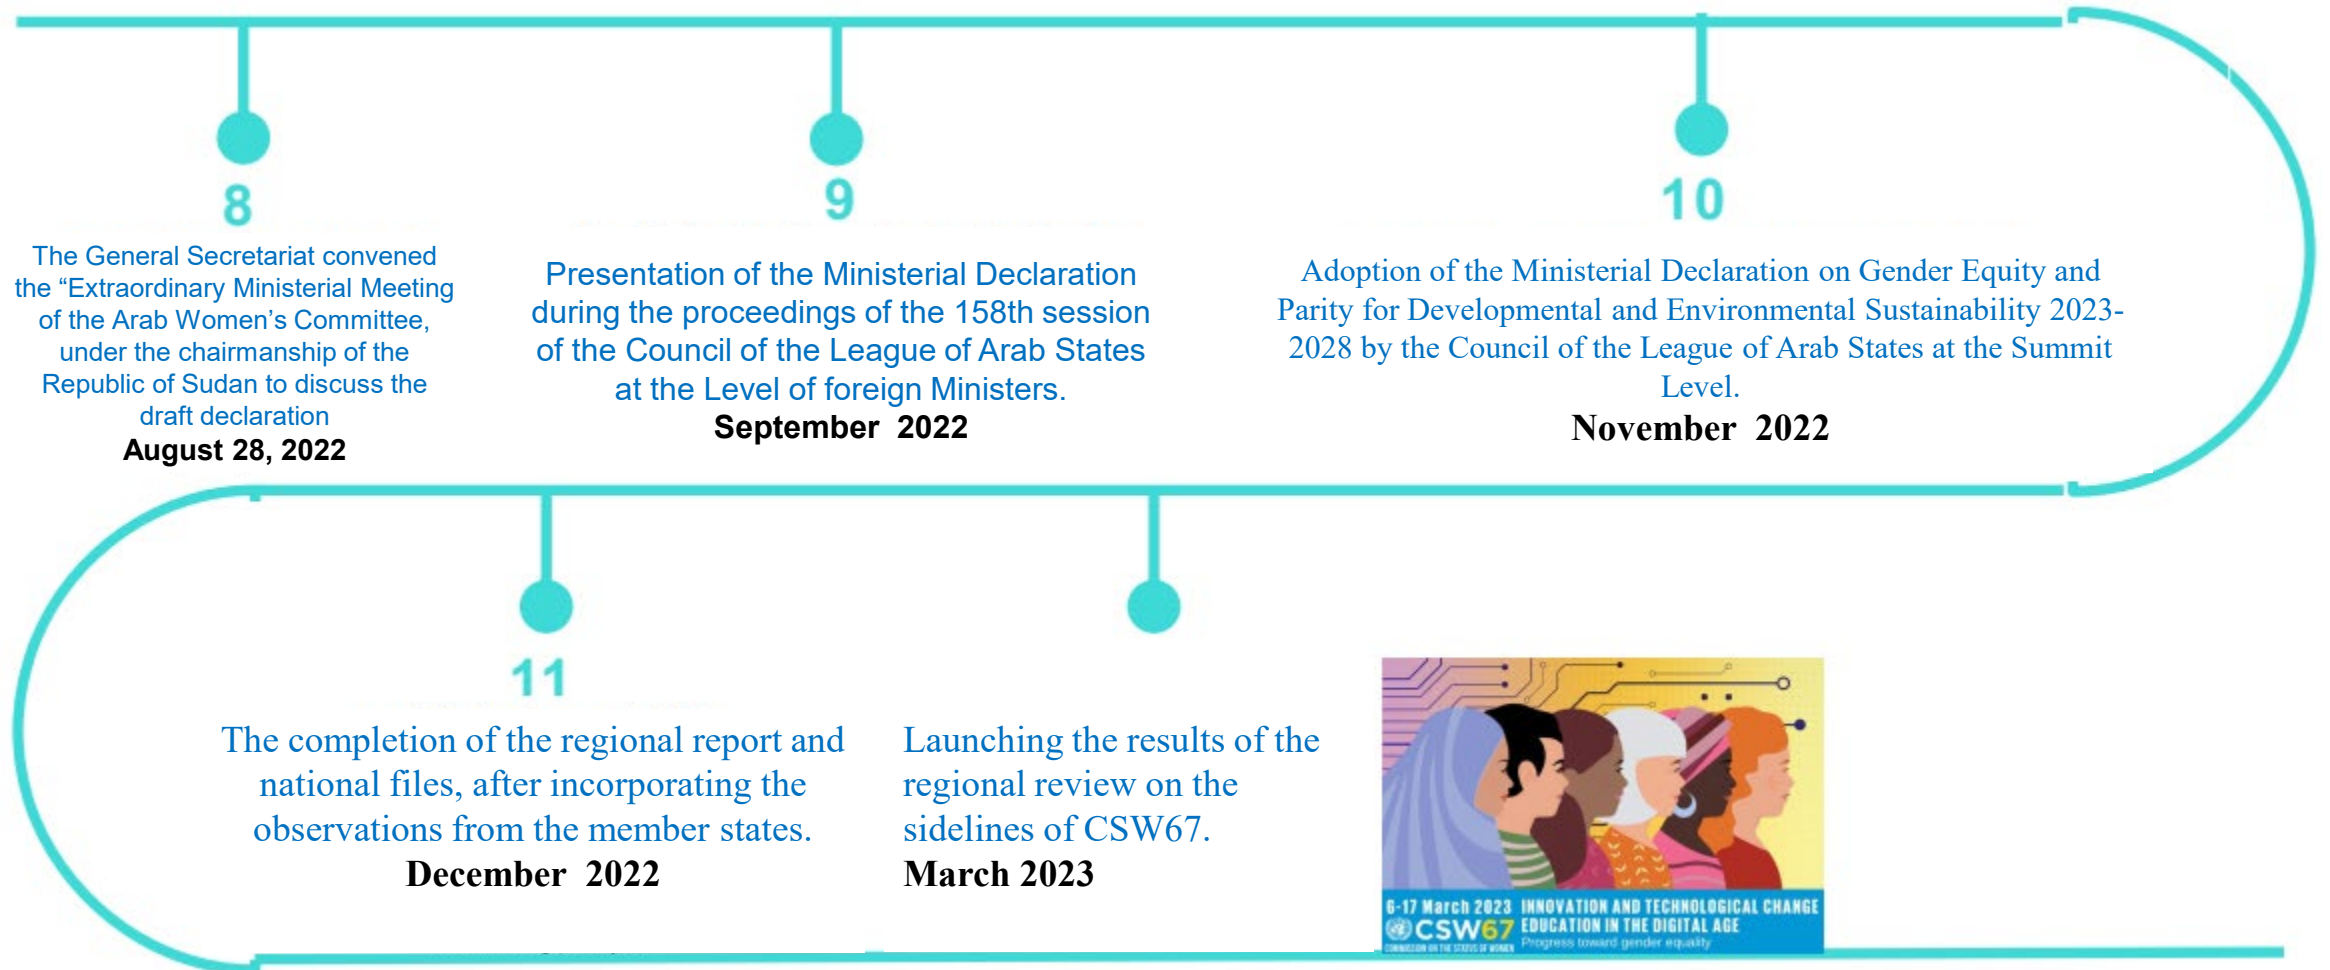 8
The General Secretariat convened
the “Extraordinary Ministerial Meeting
of the Arab Women’s Committee,
under the chairmanship of the
Republic of Sudan to discuss the
draft declaration
August 28, 2022
9
Presentation of the Ministerial Declaration
during the proceedings of the 158th session
of the Council of the League of Arab States
at the Level of foreign Ministers.
September 2022
10
Adoption of the Ministerial Declaration on Gender Equity and
Parity for Developmental and Environmental Sustainability 2023-
2028 by the Council of the League of Arab States at the Summit
Level.
November 2022
11
The completion of the regional report and
national files, after incorporating the
observations from the member states.
December 2022
Launching the results of the
regional review on the
sidelines of CSW67.
March 2023
6-17 March 2023
CSW67
COMMISSION ON THE STATUS OF WOMEN
INNOVATION AND TECHNOLOGICAL CHANGE
EDUCATION IN THE DIGITAL AGE
Progress toward gender equality